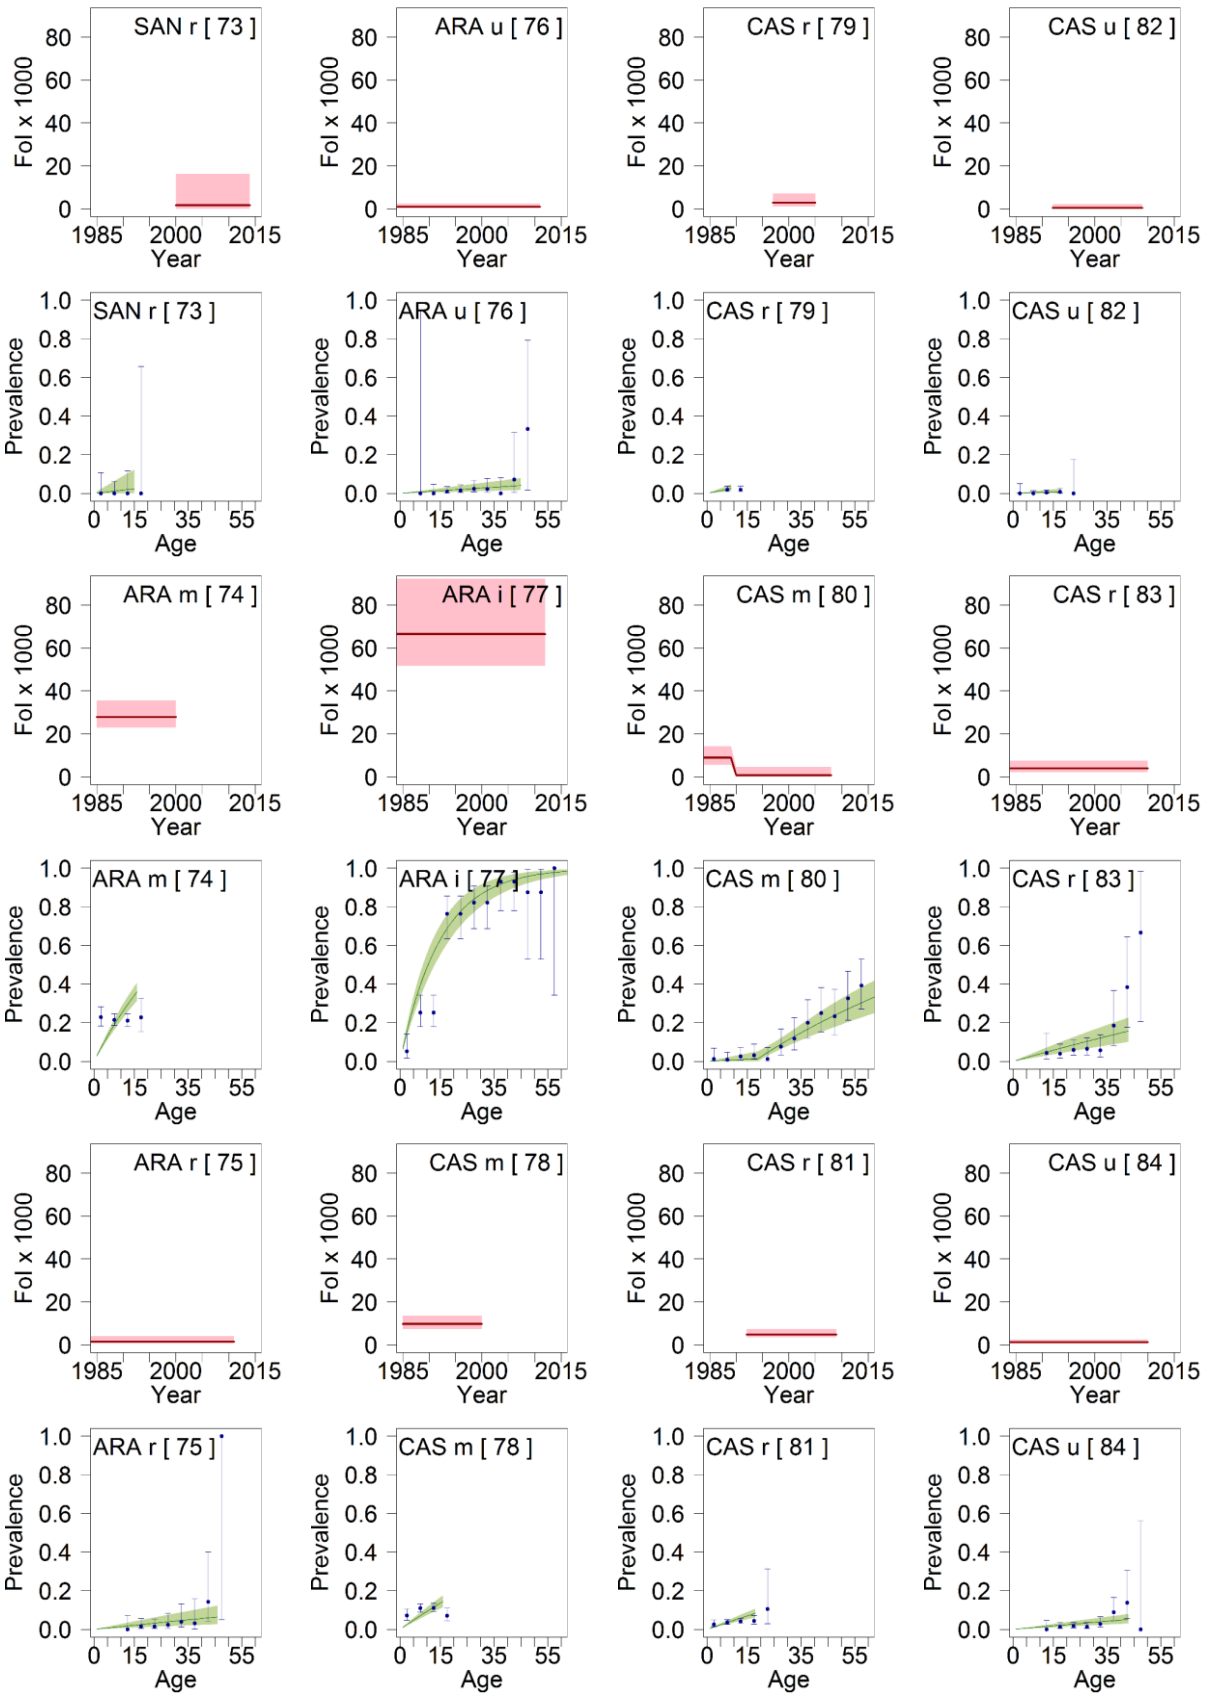 SAN r [ 73 ]
80
60
40
20
0
FoI x 1000
1985 2000 2015
Year
ARA u [ 76 ]
80
60
40
20
0
FoI x 1000
1985 2000 2015
Year
CAS r [ 79 ]
80
60
40
20
0
FoI x 1000
1985 2000 2015
Year
CAS u [ 82 ]
80
60
40
20
0
FoI x 1000
1985 2000 2015
Year
SAN r [ 73 ]
1.0
0.8
0.6
0.4
0.2
0.0
Prevalence
0 15 35 55
Age
ARA u [ 76 ]
1.0
0.8
0.6
0.4
0.2
0.0
Prevalence
0 15 35 55
Age
CAS r [ 79 ]
1.0
0.8
0.6
0.4
0.2
0.0
Prevalence
0 15 35 55
Age
CAS u [ 82 ]
1.0
0.8
0.6
0.4
0.2
0.0
Prevalence
0 15 35 55
Age
ARA m [ 74 ]
80
60
40
20
0
FoI x 1000
1985 2000 2015
Year
ARA i [ 77 ]
80
60
40
20
0
FoI x 1000
1985 2000 2015
Year
CAS m [ 80 ]
80
60
40
20
0
FoI x 1000
1985 2000 2015
Year
CAS r [ 83 ]
80
60
40
20
0
FoI x 1000
1985 2000 2015
Year
ARA m [ 74 ]
1.0
0.8
0.6
0.4
0.2
0.0
Prevalence
0 15 35 55
Age
ARA i [ 77 ]
1.0
0.8
0.6
0.4
0.2
0.0
Prevalence
0 15 35 55
Age
CAS m [ 80 ]
1.0
0.8
0.6
0.4
0.2
0.0
Prevalence
0 15 35 55
Age
CAS r [ 83 ]
1.0
0.8
0.6
0.4
0.2
0.0
Prevalence
0 15 35 55
Age
ARA r [ 75 ]
80
60
40
20
0
FoI x 1000
1985 2000 2015
Year
CAS m [ 78 ]
80
60
40
20
0
FoI x 1000
1985 2000 2015
Year
CAS r [ 81 ]
80
60
40
20
0
FoI x 1000
1985 2000 2015
Year
CAS u [ 84 ]
80
60
40
20
0
FoI x 1000
1985 2000 2015
Year
ARA r [ 75 ]
1.0
0.8
0.6
0.4
0.2
0.0
Prevalence
0 15 35 55
Age
CAS m [ 78 ]
1.0
0.8
0.6
0.4
0.2
0.0
Prevalence
0 15 35 55
Age
CAS r [ 81 ]
1.0
0.8
0.6
0.4
0.2
0.0
Prevalence
0 15 35 55
Age
CAS u [ 84 ]
1.0
0.8
0.6
0.4
0.2
0.0
Prevalence
0 15 35 55
Age